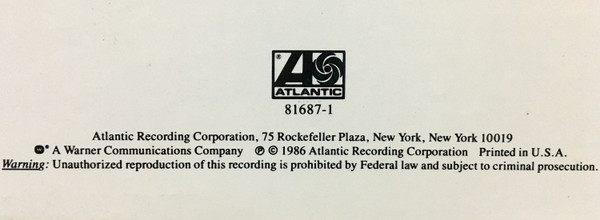 ® A
ATLANTIC
81687-1
Atlantic Recording Corporation, 75 Rockefeller Plaza, New York, New York 10019
® A Warner Communications Company ℗ © 1986 Atlantic Recording Corporation Printed in U.S.A.
Warning: Unauthorized reproduction of this recording is prohibited by Federal law and subject to criminal prosecution.